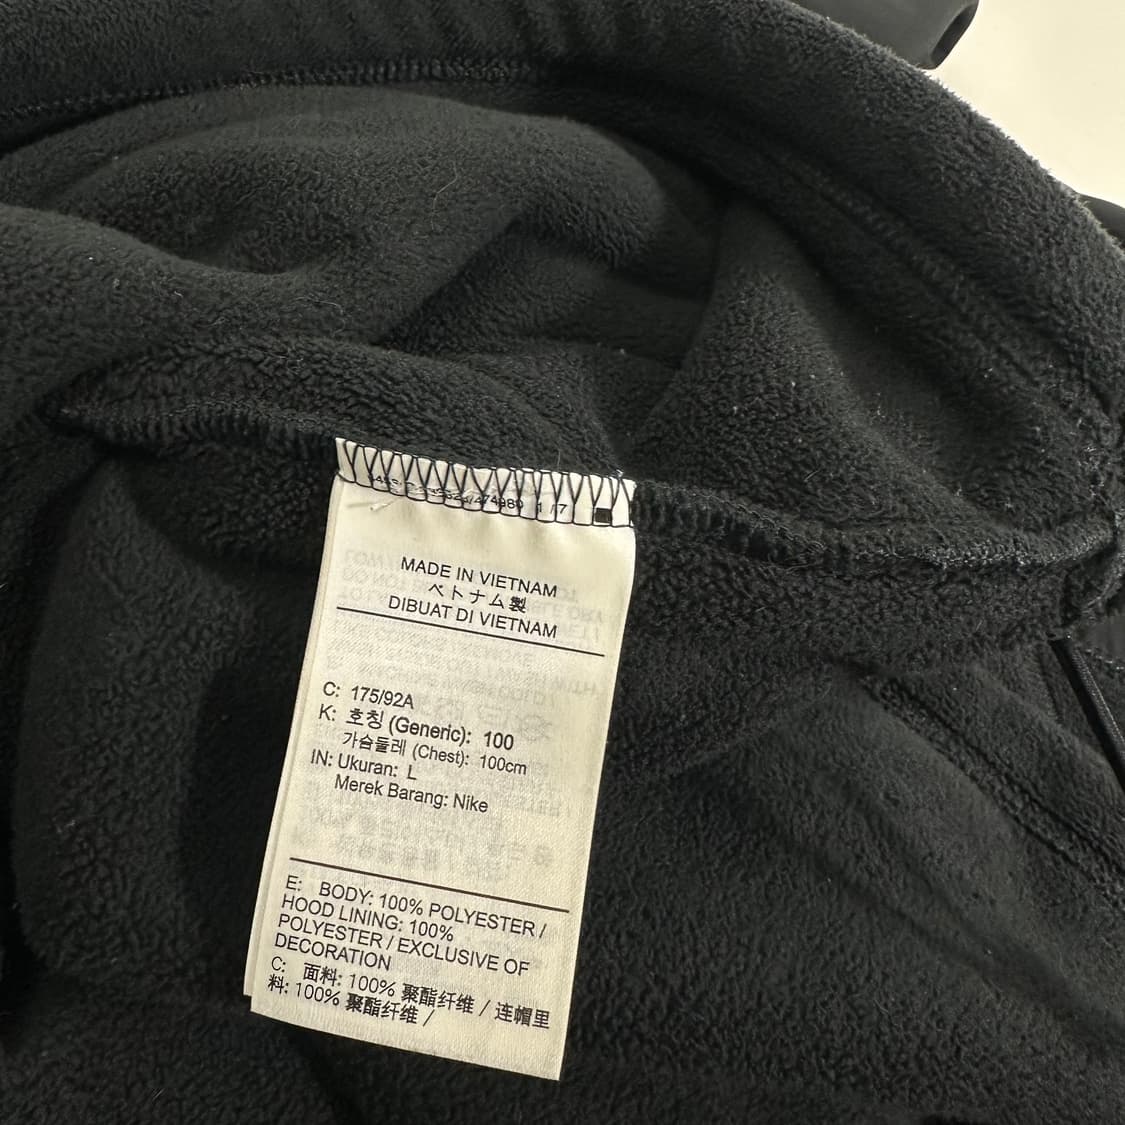 MADE IN VIETNAM
ベトナム製
DIBUAT DI VIETNAM
C: 175/92A
K: 호칭 (Generic): 100
가슴둘레 (Chest): 100cm
IN: Ukuran: L
Merek Barang: Nike
E: BODY: 100% POLYESTER /
HOOD LINING: 100%
POLYESTER / EXCLUSIVE OF
DECORATION
C: 面料: 100% 聚酯纤维 / 连帽里
料: 100% 聚酯纤维 /